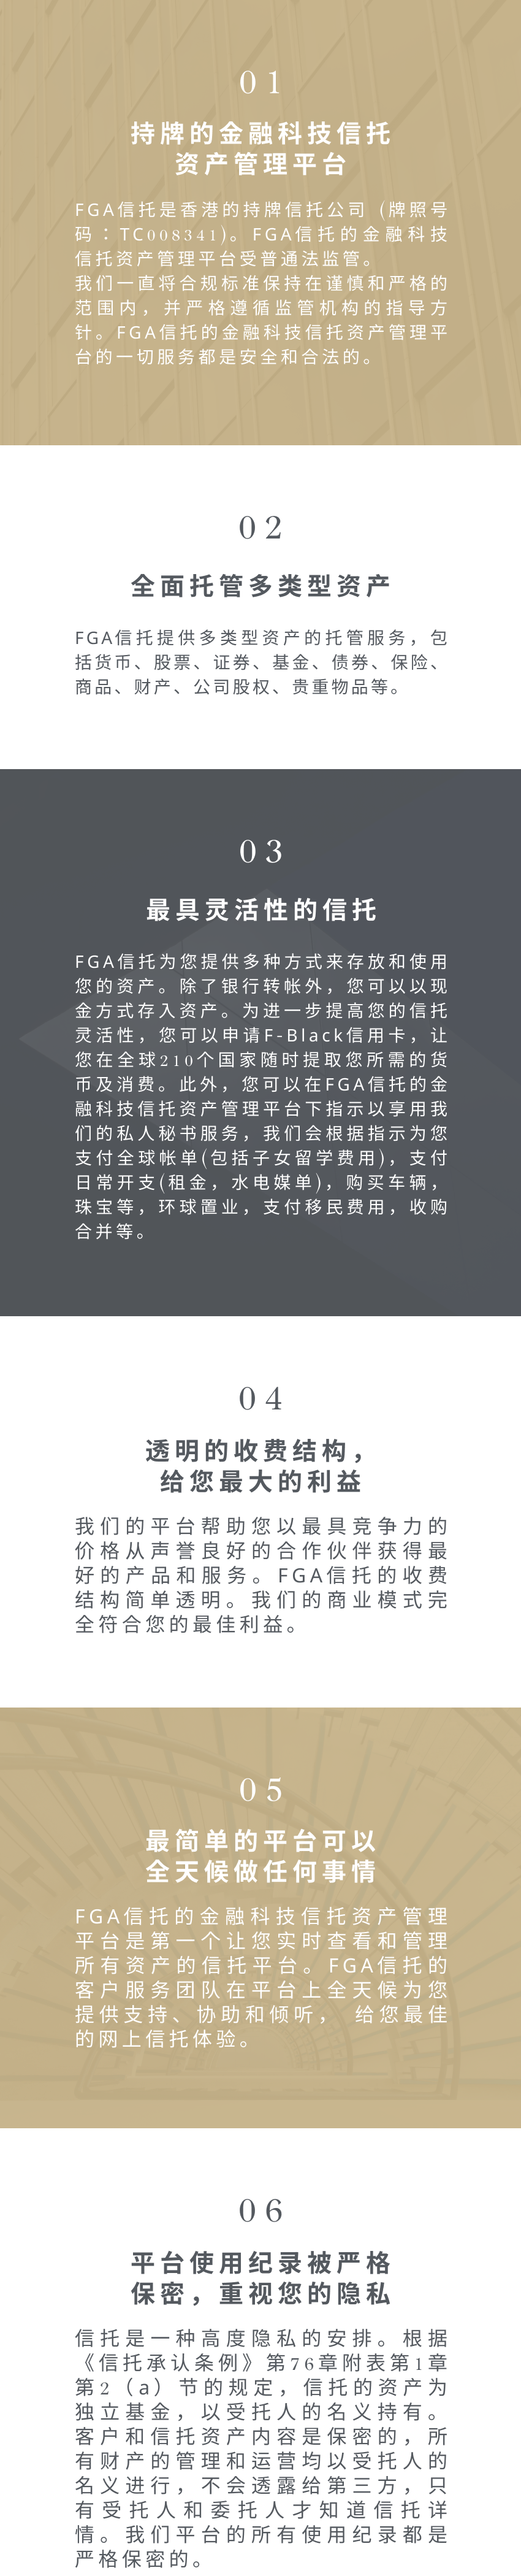 01
持牌的金融科技信托
资产管理平台
FGA信托是香港的持牌信托公司 (牌照号
码：TC008341)。FGA信托的金融科技
信托资产管理平台受普通法监管。
我们一直将合规标准保持在谨慎和严格的
范围内，并严格遵循监管机构的指导方
针。FGA信托的金融科技信托资产管理平
台的一切服务都是安全和合法的。
02
全面托管多类型资产
FGA信托提供多类型资产的托管服务，包
括货币、股票、证券、基金、债券、保险、
商品、财产、公司股权、贵重物品等。
03
最具灵活性的信托
FGA信托为您提供多种方式来存放和使用
您的资产。除了银行转帐外，您可以以现
金方式存入资产。为进一步提高您的信托
灵活性，您可以申请F-Black信用卡，让
您在全球210个国家随时提取您所需的货
币及消费。此外，您可以在FGA信托的金
融科技信托资产管理平台下指示以享用我
们的私人秘书服务，我们会根据指示为您
支付全球帐单(包括子女留学费用)，支付
日常开支(租金，水电媒单)，购买车辆，
珠宝等，环球置业，支付移民费用，收购
合并等。
04
透明的收费结构，
给您最大的利益
我们的平台帮助您以最具竞争力的
价格从声誉良好的合作伙伴获得最
好的产品和服务。FGA信托的收费
结构简单透明。我们的商业模式完
全符合您的最佳利益。
05
最简单的平台可以
全天候做任何事情
FGA信托的金融科技信托资产管理
平台是第一个让您实时查看和管理
所有资产的信托平台。FGA信托的
客户服务团队在平台上全天候为您
提供支持、协助和倾听， 给您最佳
的网上信托体验。
06
平台使用纪录被严格
保密，重视您的隐私
信托是一种高度隐私的安排。根据
《信托承认条例》第76章附表第1章
第2（a）节的规定，信托的资产为
独立基金，以受托人的名义持有。
客户和信托资产内容是保密的，所
有财产的管理和运营均以受托人的
名义进行，不会透露给第三方，只
有受托人和委托人才知道信托详
情。我们平台的所有使用纪录都是
严格保密的。